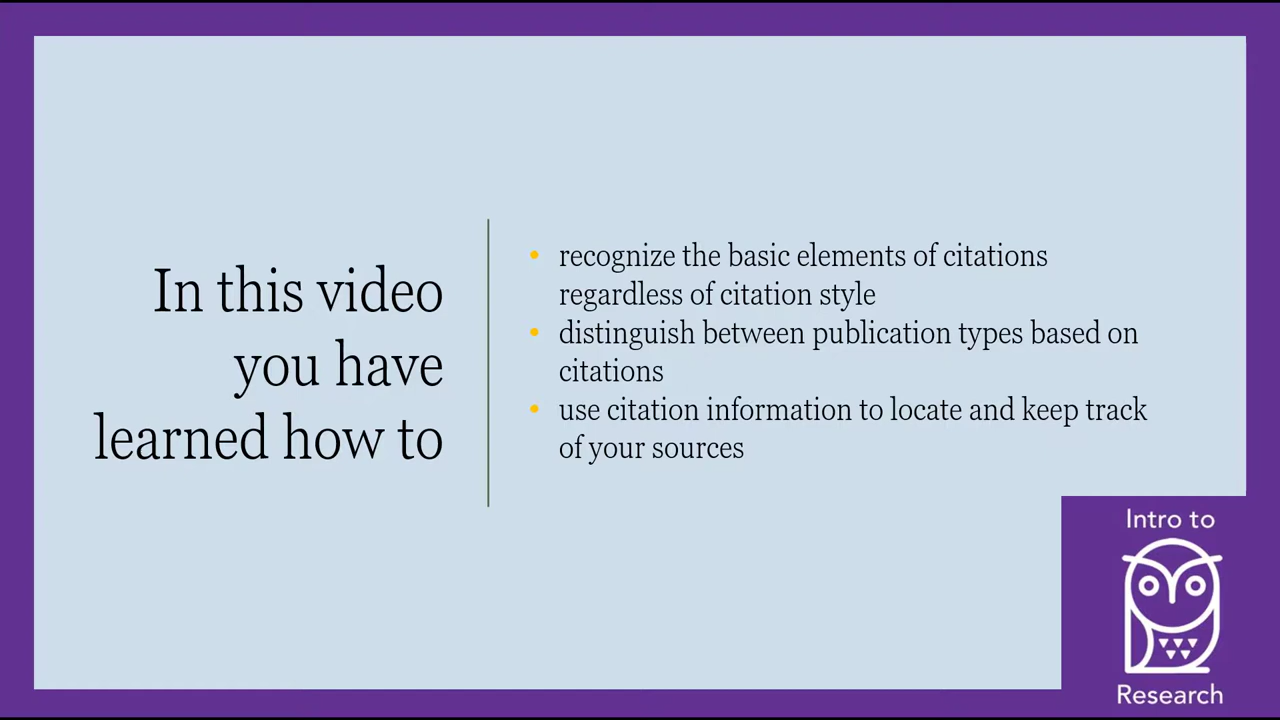 In this video
you have
learned how to
• recognize the basic elements of citations
regardless of citation style
• distinguish between publication types based on
citations
• use citation information to locate and keep track
of your sources
Intro to
Research